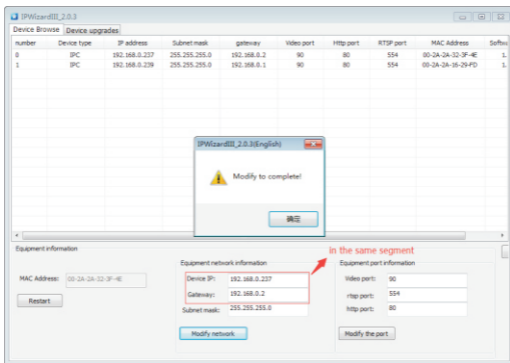 IPWizardIII_2.0.3
Device Browse Device upgrades
number Device type IP address Subnet mask gateway Video port Http port RTSP port MAC Address Softwa
0 IPC 192.168.0.237 255.255.255.0 192.168.0.2 90 80 554 00-2A-2A-32-3F-4E 1.
1 IPC 192.168.0.239 255.255.255.0 192.168.0.1 90 80 554 00-2A-2A-16-29-FD 1.
IPWizardIII_2.0.3(English)
Modify to complete!
确定
In the same segment
Equipment information
Equipment network information
Equipment port information
MAC Address: 00-2A-2A-32-3F-4E
Device IP: 192.168.0.237
Video port: 90
Gateway: 192.168.0.2
rtsp port: 554
Restart
Subnet mask: 255.255.255.0
http port: 80
Modify network
Modify the port